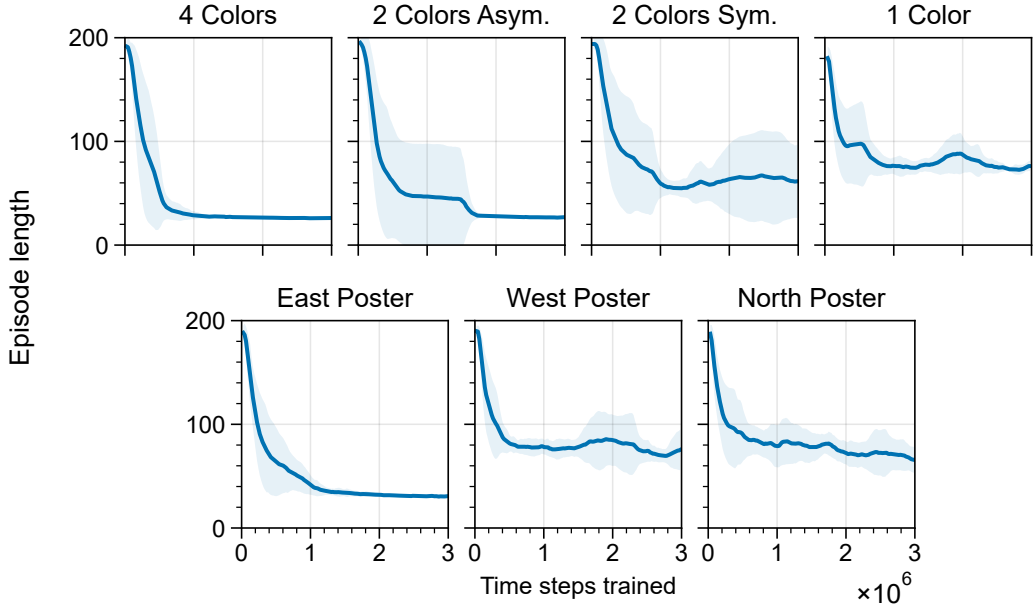 4 Colors 2 Colors Asym. 2 Colors Sym. 1 Color
200
100
0
Episode length
East Poster West Poster North Poster
200
100
0
0 1 2 3 0 1 2 3 0 1 2 3
Time steps trained
×10⁶